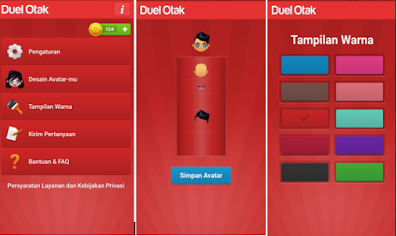 Duel Otak
i
124 +
Pengaturan
Desain Avatar-mu
Tampilan Warna
Kirim Pertanyaan
? Bantuan & FAQ
Persyaratan Layanan dan Kebijakan Privasi
Duel Otak
Simpan Avatar
Duel Otak
Tampilan Warna